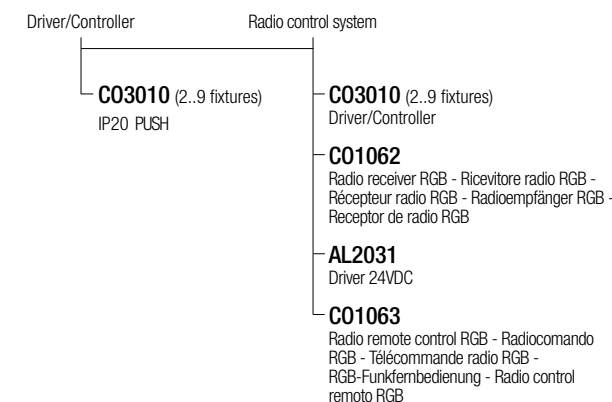 Driver/Controller
Radio control system
CO3010 (2..9 fixtures)
IP20 PUSH
CO3010 (2..9 fixtures)
Driver/Controller
CO1062
Radio receiver RGB - Ricevitore radio RGB -
Récepteur radio RGB - Radioempfänger RGB -
Receptor de radio RGB
AL2031
Driver 24VDC
CO1063
Radio remote control RGB - Radiocomando
RGB - Télécommande radio RGB -
RGB-Funkfernbedienung - Radio control
remoto RGB